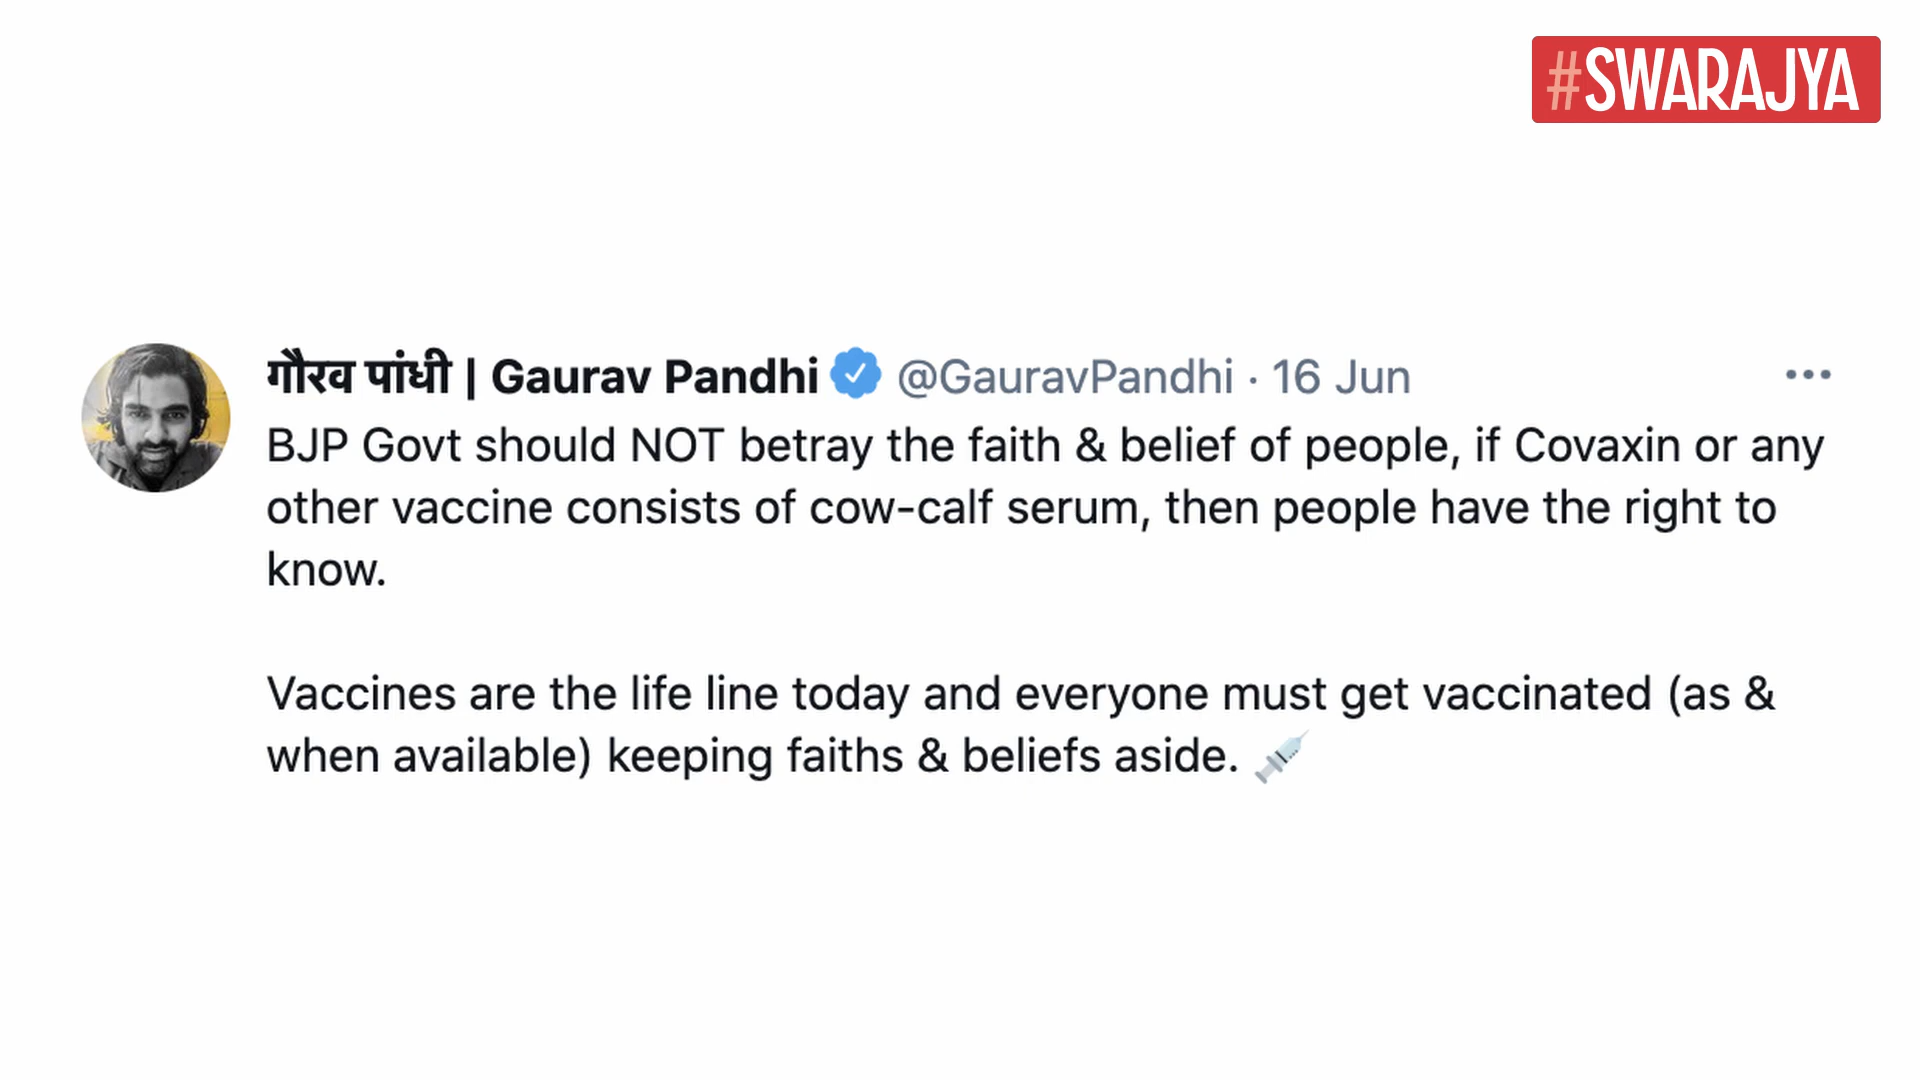 #SWARAJYA
गौरव पांधी | Gaurav Pandhi @GauravPandhi · 16 Jun
BJP Govt should NOT betray the faith & belief of people, if Covaxin or any
other vaccine consists of cow-calf serum, then people have the right to
know.
Vaccines are the life line today and everyone must get vaccinated (as &
when available) keeping faiths & beliefs aside. 💉